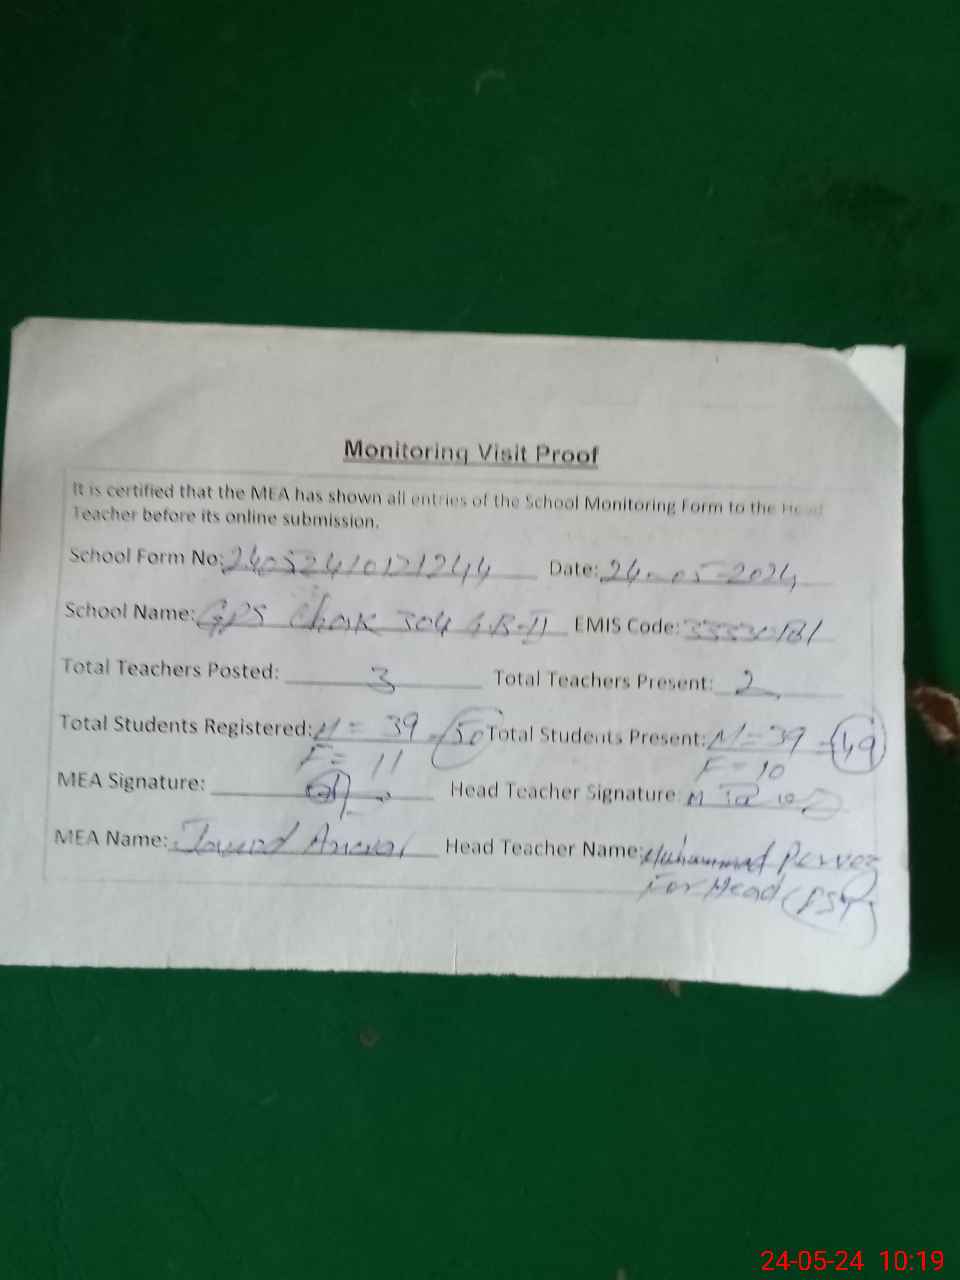 Monitoring Visit Proof
It is certified that the MEA has shown all entries of the School Monitoring Form to the Head
Teacher before its online submission.
School Form No: 24052410121244 Date: 24-05-2024
School Name: GPS Chak 304 GB-II EMIS Code: 33330181
Total Teachers Posted: 3 Total Teachers Present: 2
Total Students Registered: M = 39 = 50 Total Students Present: M = 39 = 49
F = 11 F = 10
MEA Signature: Head Teacher Signature:
MEA Name: Head Teacher Name: Muhammad Pervez
For Head (PST)
24-05-24 10:19